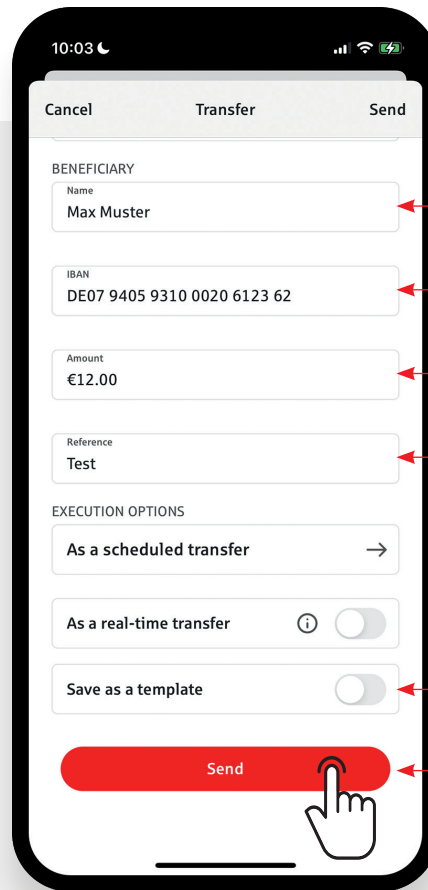 10:03
Cancel Transfer Send
BENEFICIARY
Name
Max Muster
IBAN
DE07 9405 9310 0020 6123 62
Amount
€12.00
Reference
Test
EXECUTION OPTIONS
As a scheduled transfer
As a real-time transfer
Save as a template
Send